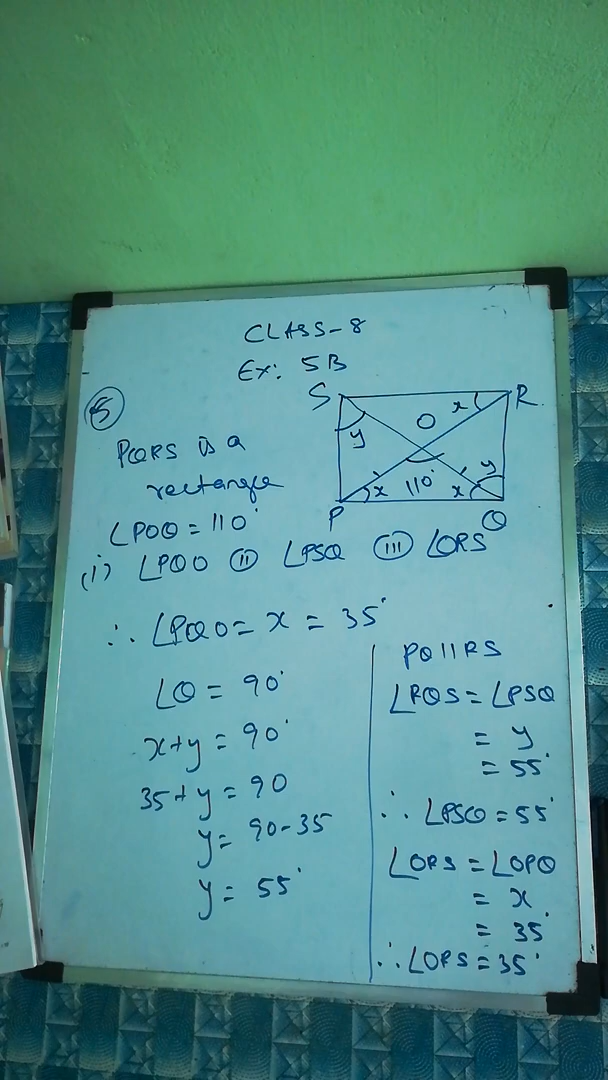 CLASS-8
Ex: 5B
5
PQRS is a
rectangle
∠POQ = 110°
S
R
x
O
y
y
x
110°
x
P
Q
(i) ∠PQO (ii) ∠PSQ (iii) ∠ORS
∴ ∠PQO = x = 35°
∠Q = 90°
x+y = 90°
35+y = 90
y = 90-35
y = 55°
PQ || RS
∠RQS = ∠PSQ
= y
= 55°
∴ ∠PSQ = 55°
∠ORS = ∠OPQ
= x
= 35°
∴ ∠ORS = 35°